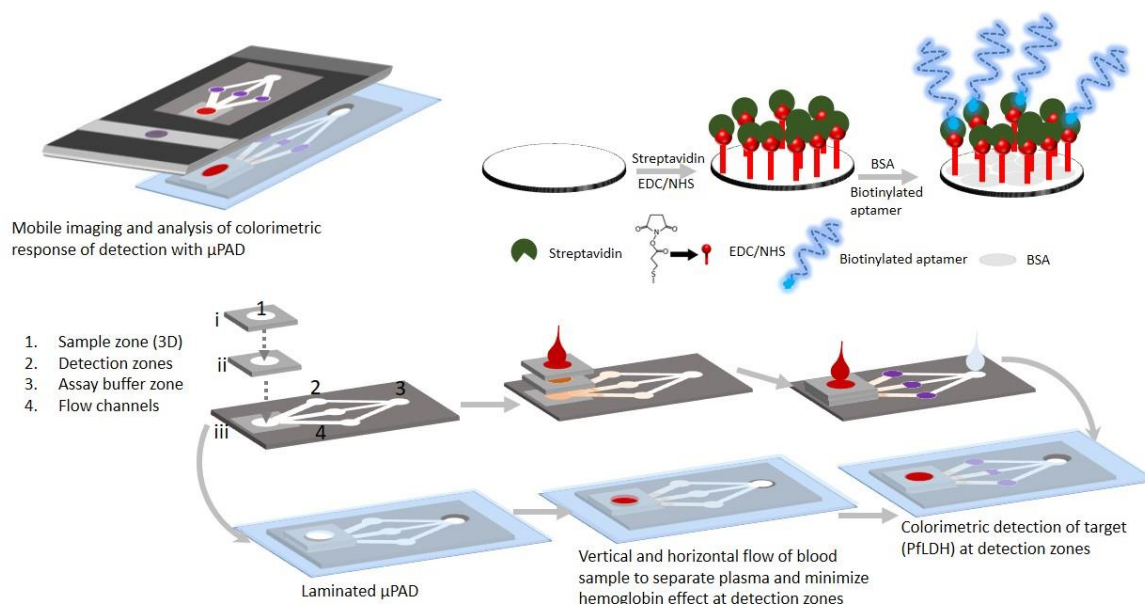 Mobile imaging and analysis of colorimetric
response of detection with µPAD
Streptavidin
EDC/NHS
BSA
Biotinylated
aptamer
Streptavidin
O
N
O
O
O
S
EDC/NHS
Biotinylated aptamer
BSA
1. Sample zone (3D)
2. Detection zones
3. Assay buffer zone
4. Flow channels
i
1
ii
iii
2
3
4
Laminated µPAD
Vertical and horizontal flow of blood
sample to separate plasma and minimize
hemoglobin effect at detection zones
Colorimetric detection of target
(PfLDH) at detection zones